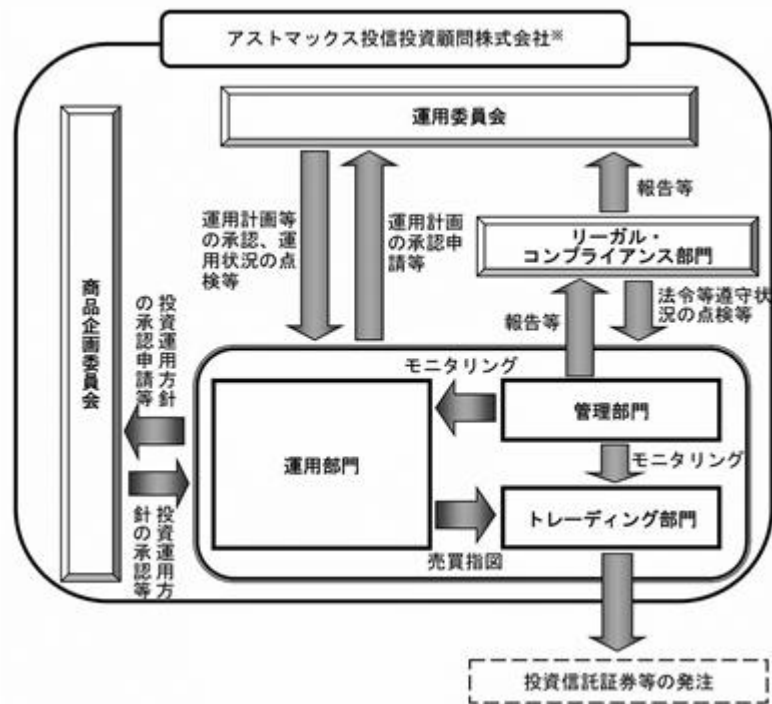 アストマックス投信投資顧問株式会社※
運用委員会
報告等
運用計画等
の承認、運
用状況の点
検等
運用計画
の承認申
請等
リーガル・
コンプライアンス部門
商品企画委員会
投資運用方針
の承認申請等
報告等
法令等遵守状
況の点検等
モニタリング
管理部門
運用部門
モニタリング
トレーディング部門
投資運用方
針の承認等
売買指図
投資信託証券等の発注